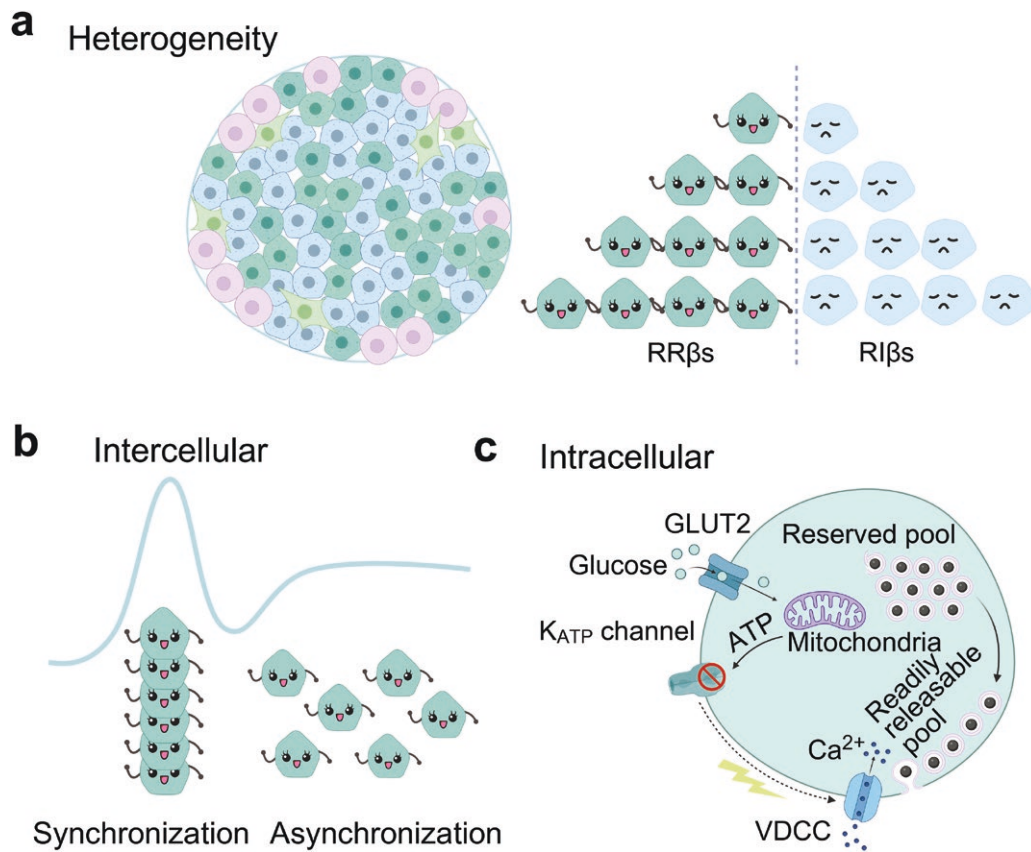 a
Heterogeneity
RRβs
RIβs
b
Intercellular
Synchronization
Asynchronization
c
Intracellular
GLUT2
Glucose
Reserved pool
K_ATP channel
ATP
Mitochondria
Readily
releasable
pool
Ca²⁺
VDCC